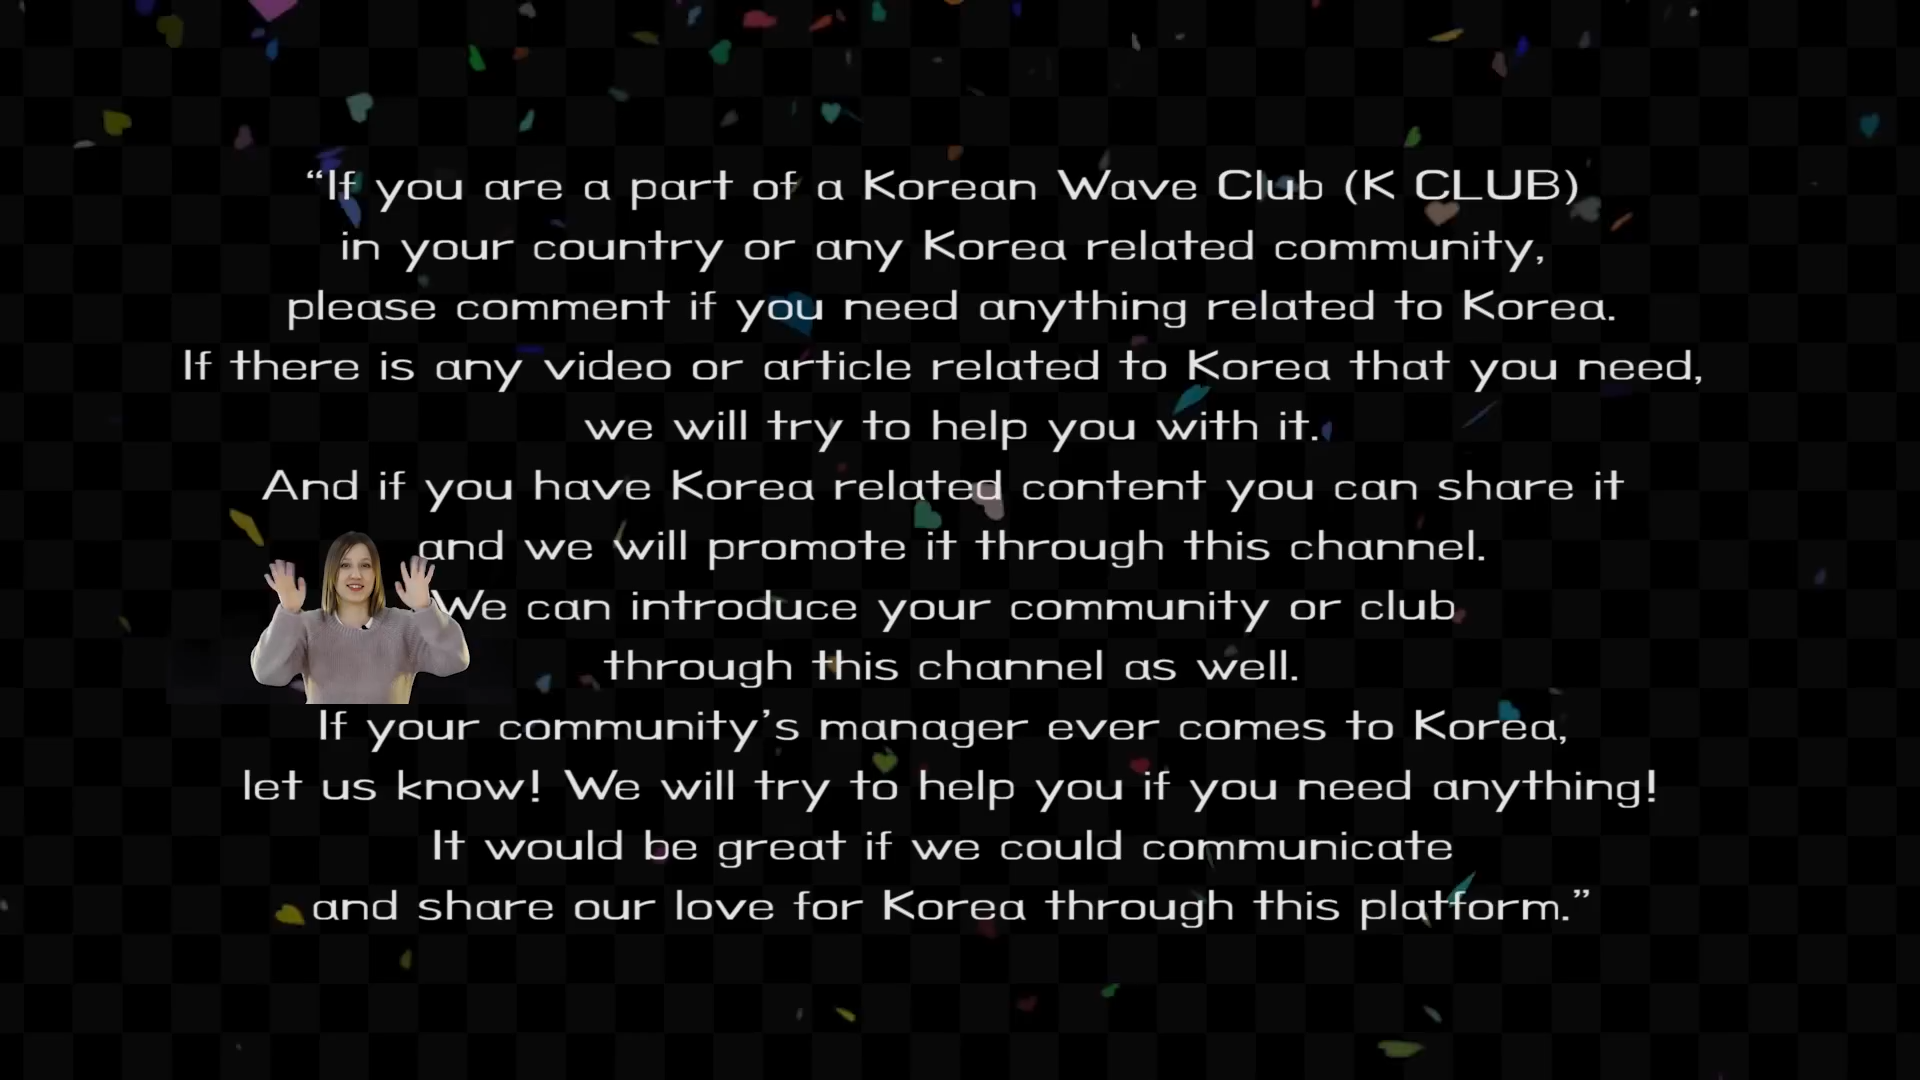 “If you are a part of a Korean Wave Club (K CLUB)
in your country or any Korea related community,
please comment if you need anything related to Korea.
If there is any video or article related to Korea that you need,
we will try to help you with it.
And if you have Korea related content you can share it
and we will promote it through this channel.
We can introduce your community or club
through this channel as well.
If your community’s manager ever comes to Korea,
let us know! We will try to help you if you need anything!
It would be great if we could communicate
and share our love for Korea through this platform.”